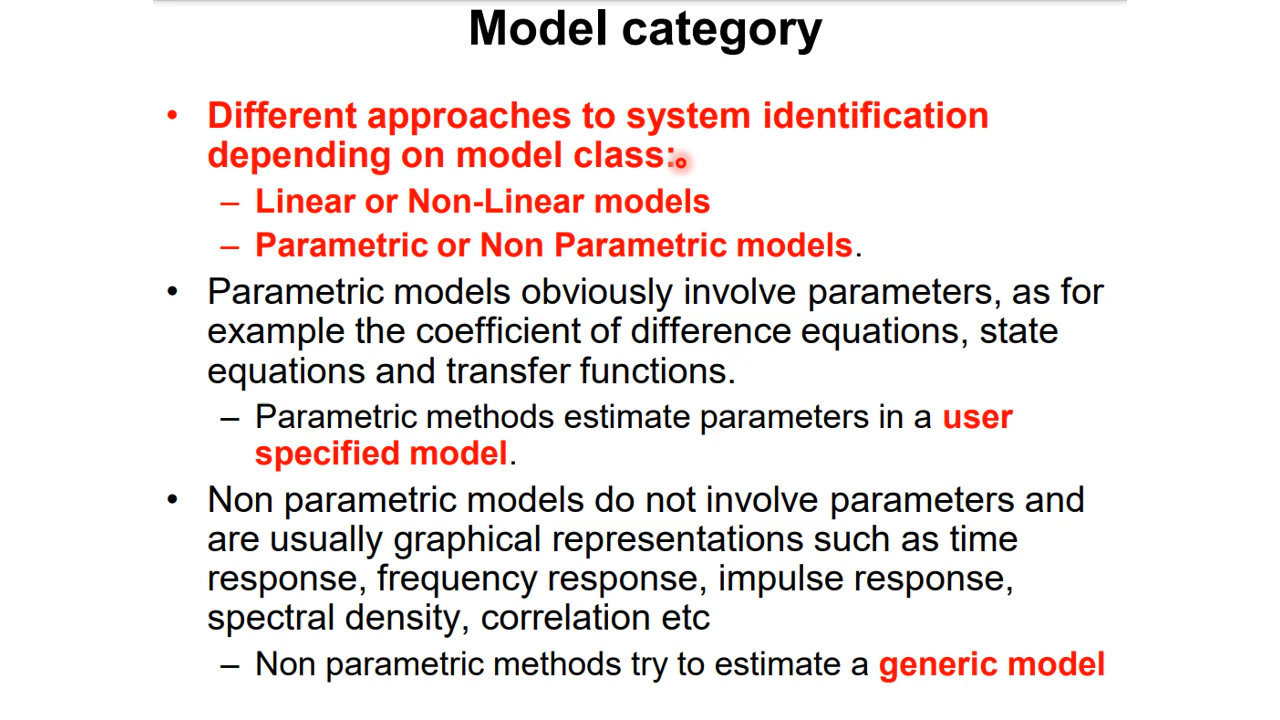 Model category
• Different approaches to system identification
depending on model class:
– Linear or Non-Linear models
– Parametric or Non Parametric models.
• Parametric models obviously involve parameters, as for
example the coefficient of difference equations, state
equations and transfer functions.
– Parametric methods estimate parameters in a user
specified model.
• Non parametric models do not involve parameters and
are usually graphical representations such as time
response, frequency response, impulse response,
spectral density, correlation etc
– Non parametric methods try to estimate a generic model